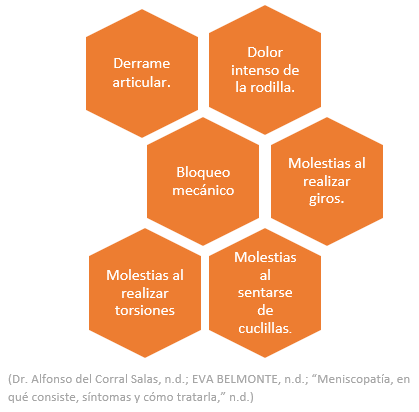 Derrame
articular.
Dolor
intenso de
la rodilla.
Bloqueo
mecánico
Molestias al
realizar
giros.
Molestias al
realizar
torsiones
Molestias
al
sentarse
de
cuclillas.
(Dr. Alfonso del Corral Salas, n.d.; EVA BELMONTE, n.d.; “Meniscopatía, en
qué consiste, síntomas y cómo tratarla,” n.d.)